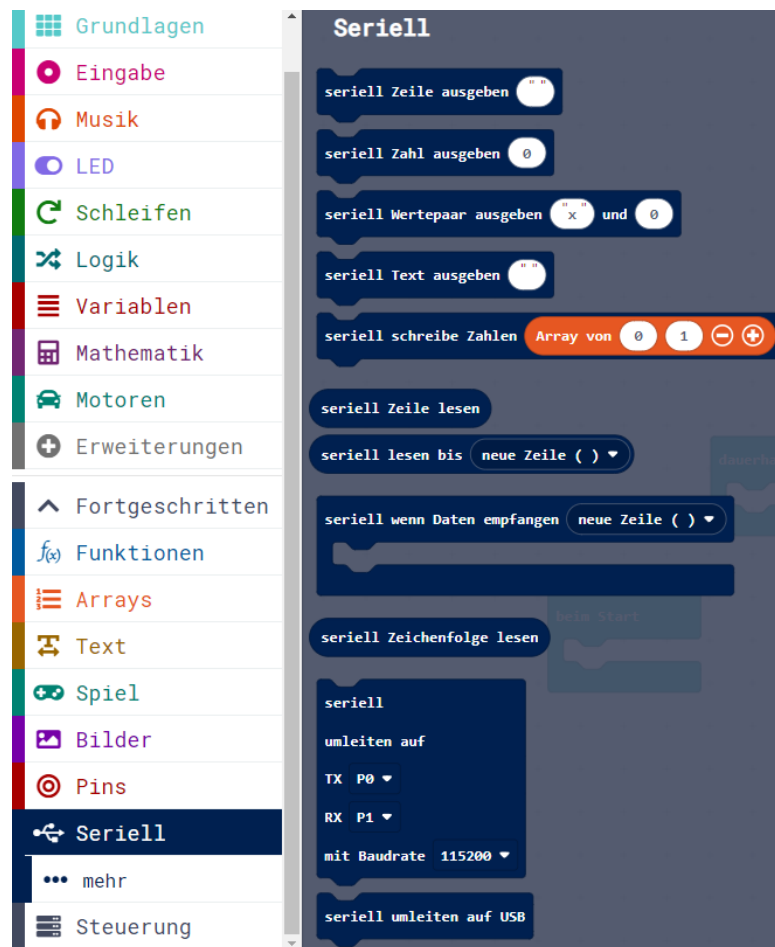 Grundlagen
Eingabe
Musik
LED
Schleifen
Logik
Variablen
Mathematik
Motoren
Erweiterungen
Fortgeschritten
f(x) Funktionen
Arrays
Text
Spiel
Bilder
Pins
Seriell
mehr
Steuerung
Seriell
seriell Zeile ausgeben " "
seriell Zahl ausgeben 0
seriell Wertepaar ausgeben "x" und 0
seriell Text ausgeben " "
seriell schreibe Zahlen Array von 0 1
seriell Zeile lesen
seriell lesen bis neue Zeile ( )
dauerh
seriell wenn Daten empfangen neue Zeile ( )
beim Start
seriell Zeichenfolge lesen
seriell
umleiten auf
TX P0
RX P1
mit Baudrate 115200
seriell umleiten auf USB